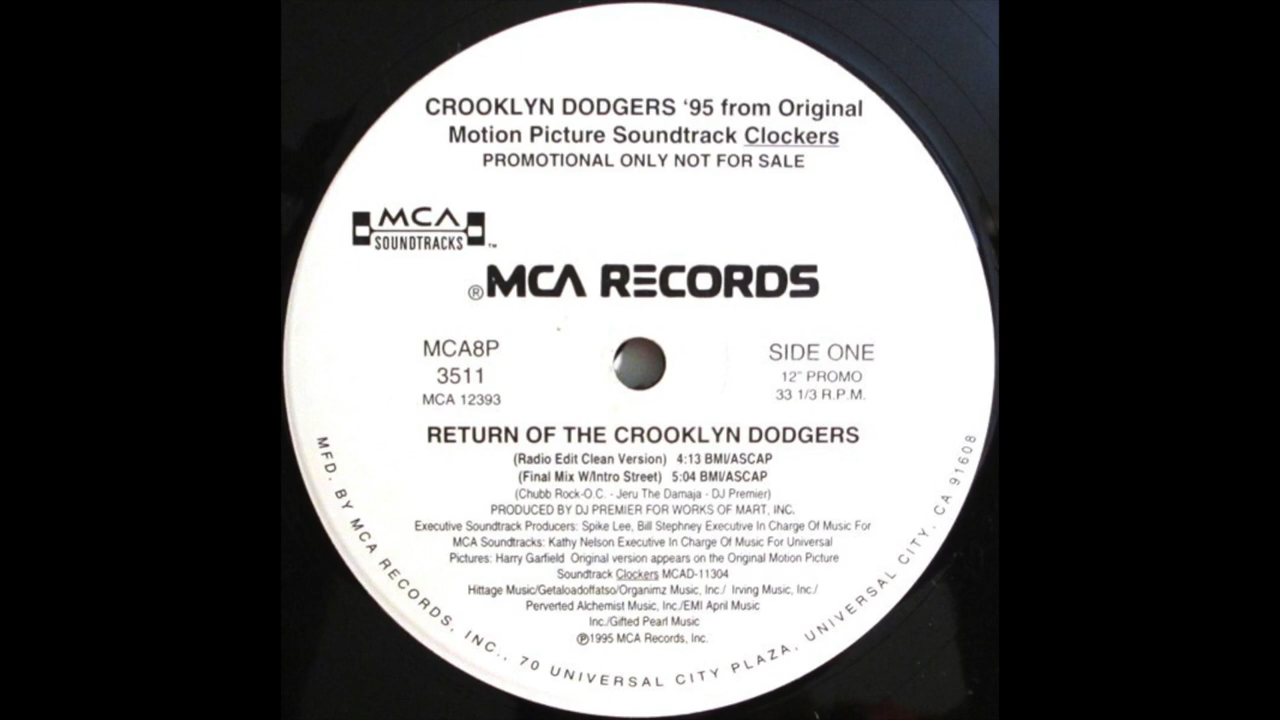 CROOKLYN DODGERS ‘95 from Original
Motion Picture Soundtrack Clockers
PROMOTIONAL ONLY NOT FOR SALE
MCA
SOUNDTRACKS ™
®MCA RECORDS
MCA8P
3511
MCA 12393
SIDE ONE
12" PROMO
33 1/3 R.P.M.
RETURN OF THE CROOKLYN DODGERS
(Radio Edit Clean Version) 4:13 BMI/ASCAP
(Final Mix W/Intro Street) 5:04 BMI/ASCAP
(Chubb Rock-O.C. - Jeru The Damaja - DJ Premier)
PRODUCED BY DJ PREMIER FOR WORKS OF MART, INC.
Executive Soundtrack Producers: Spike Lee, Bill Stephney Executive In Charge Of Music For
MCA Soundtracks: Kathy Nelson Executive In Charge Of Music For Universal
Pictures: Harry Garfield Original version appears on the Original Motion Picture
Soundtrack Clockers MCAD-11304
Hittage Music/Getaloadoffatso/Organimz Music, Inc./ Irving Music, Inc./
Perverted Alchemist Music, Inc./EMI April Music
Inc./Gifted Pearl Music
℗1995 MCA Records, Inc.
MFD. BY MCA RECORDS, INC., 70 UNIVERSAL CITY PLAZA, UNIVERSAL CITY, CA 91608